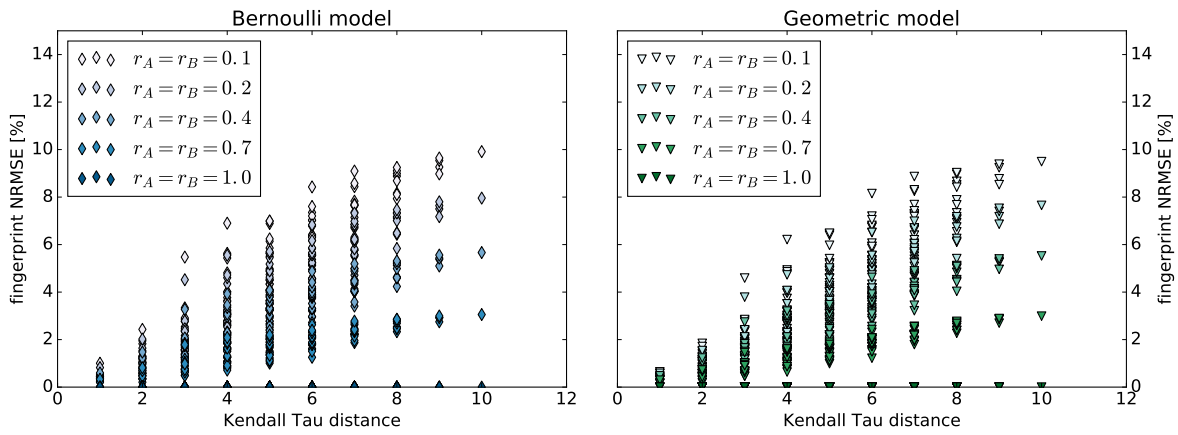 Bernoulli model
14
12
10
8
6
4
2
0
fingerprint NRMSE [%]
r_A = r_B = 0.1
r_A = r_B = 0.2
r_A = r_B = 0.4
r_A = r_B = 0.7
r_A = r_B = 1.0
0 2 4 6 8 10 12
Kendall Tau distance
Geometric model
r_A = r_B = 0.1
r_A = r_B = 0.2
r_A = r_B = 0.4
r_A = r_B = 0.7
r_A = r_B = 1.0
14
12
10
8
6
4
2
0
fingerprint NRMSE [%]
0 2 4 6 8 10 12
Kendall Tau distance